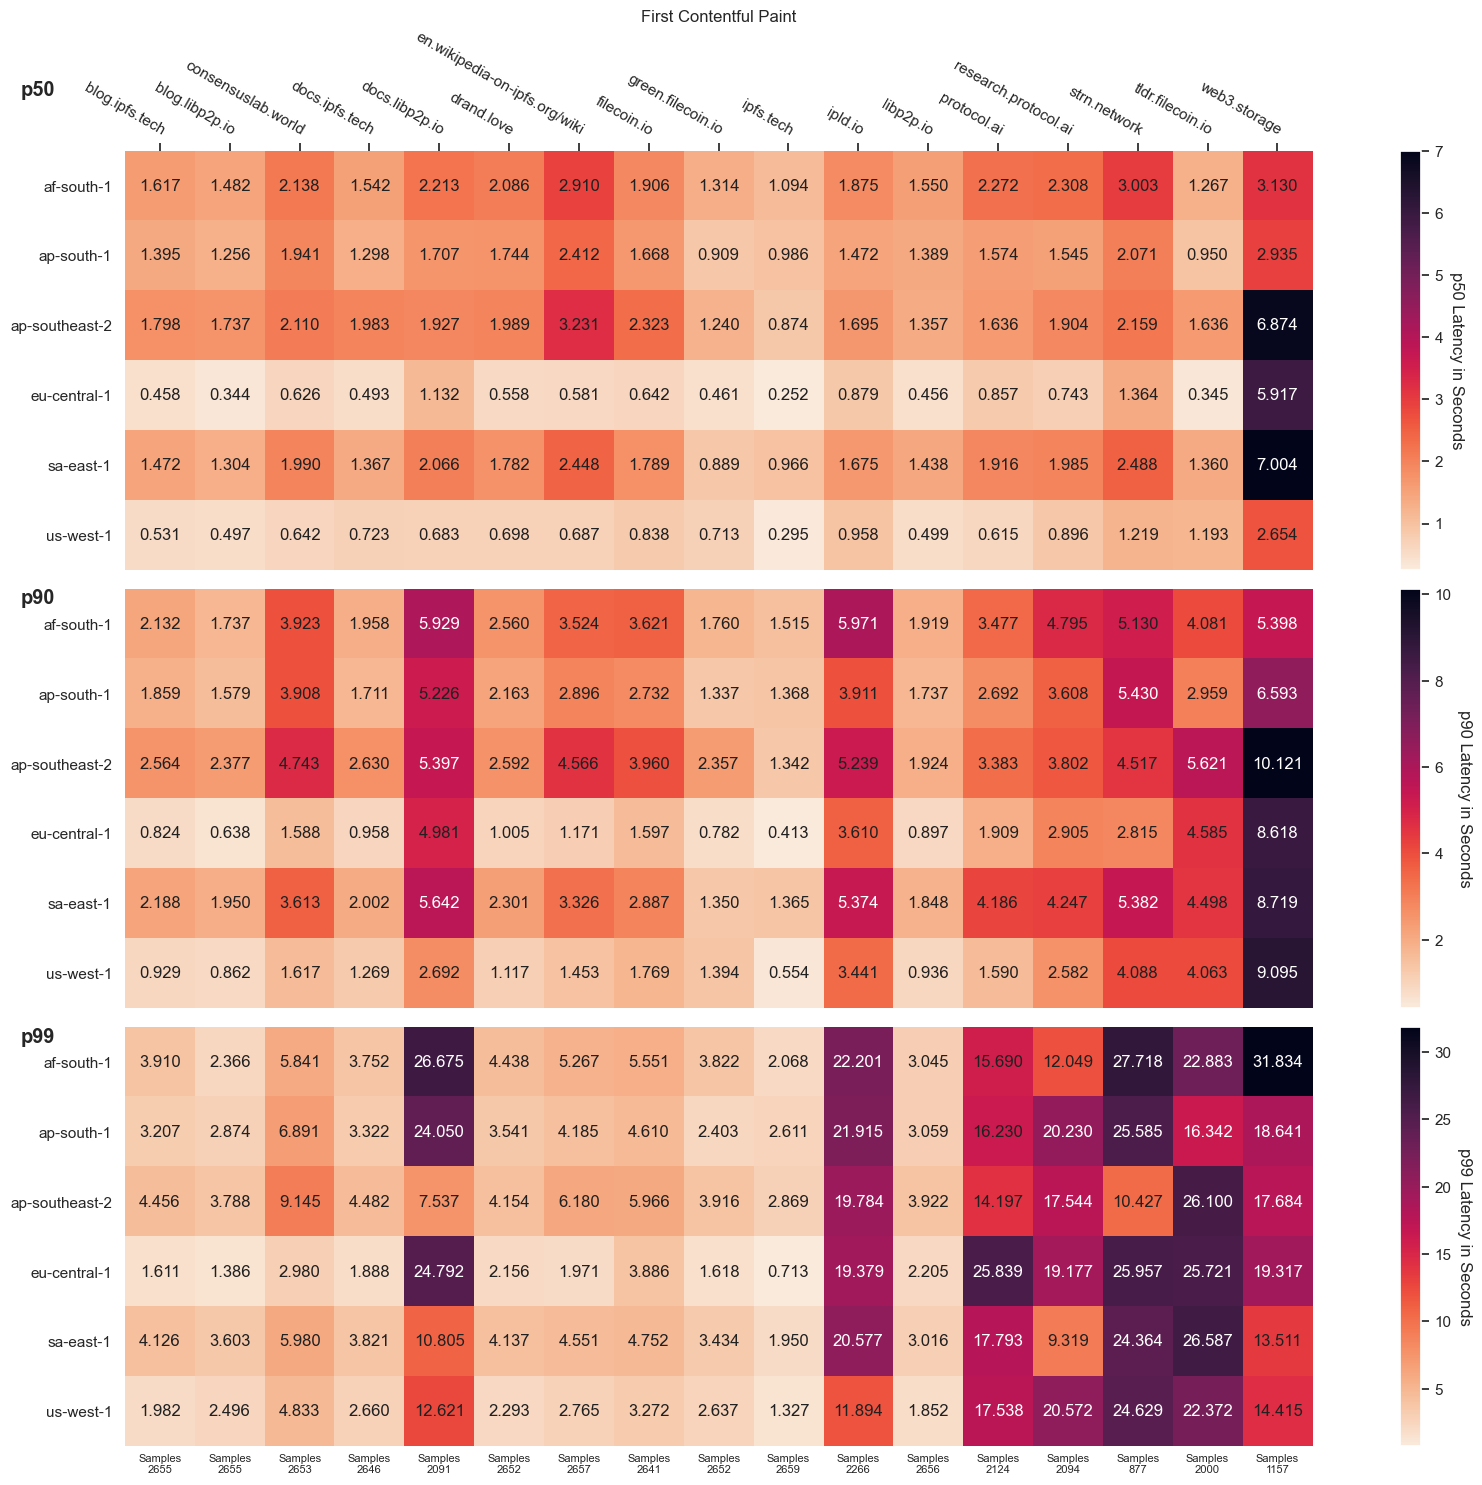 First Contentful Paint
p50
blog.ipfs.tech
blog.libp2p.io
consensuslab.world
docs.ipfs.tech
docs.libp2p.io
drand.love
en.wikipedia-on-ipfs.org/wiki
filecoin.io
green.filecoin.io
ipfs.tech
ipld.io
libp2p.io
protocol.ai
research.protocol.ai
strn.network
tldr.filecoin.io
web3.storage
af-south-1 1.617 1.482 2.138 1.542 2.213 2.086 2.910 1.906 1.314 1.094 1.875 1.550 2.272 2.308 3.003 1.267 3.130
ap-south-1 1.395 1.256 1.941 1.298 1.707 1.744 2.412 1.668 0.909 0.986 1.472 1.389 1.574 1.545 2.071 0.950 2.935
ap-southeast-2 1.798 1.737 2.110 1.983 1.927 1.989 3.231 2.323 1.240 0.874 1.695 1.357 1.636 1.904 2.159 1.636 6.874
eu-central-1 0.458 0.344 0.626 0.493 1.132 0.558 0.581 0.642 0.461 0.252 0.879 0.456 0.857 0.743 1.364 0.345 5.917
sa-east-1 1.472 1.304 1.990 1.367 2.066 1.782 2.448 1.789 0.889 0.966 1.675 1.438 1.916 1.985 2.488 1.360 7.004
us-west-1 0.531 0.497 0.642 0.723 0.683 0.698 0.687 0.838 0.713 0.295 0.958 0.499 0.615 0.896 1.219 1.193 2.654
7
6
5
4
3
2
1
p50 Latency in Seconds
p90
af-south-1 2.132 1.737 3.923 1.958 5.929 2.560 3.524 3.621 1.760 1.515 5.971 1.919 3.477 4.795 5.130 4.081 5.398
ap-south-1 1.859 1.579 3.908 1.711 5.226 2.163 2.896 2.732 1.337 1.368 3.911 1.737 2.692 3.608 5.430 2.959 6.593
ap-southeast-2 2.564 2.377 4.743 2.630 5.397 2.592 4.566 3.960 2.357 1.342 5.239 1.924 3.383 3.802 4.517 5.621 10.121
eu-central-1 0.824 0.638 1.588 0.958 4.981 1.005 1.171 1.597 0.782 0.413 3.610 0.897 1.909 2.905 2.815 4.585 8.618
sa-east-1 2.188 1.950 3.613 2.002 5.642 2.301 3.326 2.887 1.350 1.365 5.374 1.848 4.186 4.247 5.382 4.498 8.719
us-west-1 0.929 0.862 1.617 1.269 2.692 1.117 1.453 1.769 1.394 0.554 3.441 0.936 1.590 2.582 4.088 4.063 9.095
10
8
6
4
2
p90 Latency in Seconds
p99
af-south-1 3.910 2.366 5.841 3.752 26.675 4.438 5.267 5.551 3.822 2.068 22.201 3.045 15.690 12.049 27.718 22.883 31.834
ap-south-1 3.207 2.874 6.891 3.322 24.050 3.541 4.185 4.610 2.403 2.611 21.915 3.059 16.230 20.230 25.585 16.342 18.641
ap-southeast-2 4.456 3.788 9.145 4.482 7.537 4.154 6.180 5.966 3.916 2.869 19.784 3.922 14.197 17.544 10.427 26.100 17.684
eu-central-1 1.611 1.386 2.980 1.888 24.792 2.156 1.971 3.886 1.618 0.713 19.379 2.205 25.839 19.177 25.957 25.721 19.317
sa-east-1 4.126 3.603 5.980 3.821 10.805 4.137 4.551 4.752 3.434 1.950 20.577 3.016 17.793 9.319 24.364 26.587 13.511
us-west-1 1.982 2.496 4.833 2.660 12.621 2.293 2.765 3.272 2.637 1.327 11.894 1.852 17.538 20.572 24.629 22.372 14.415
30
25
20
15
10
5
p99 Latency in Seconds
Samples Samples Samples Samples Samples Samples Samples Samples Samples Samples Samples Samples Samples Samples Samples Samples Samples
2655 2655 2653 2646 2091 2652 2657 2641 2652 2659 2266 2656 2124 2094 877 2000 1157